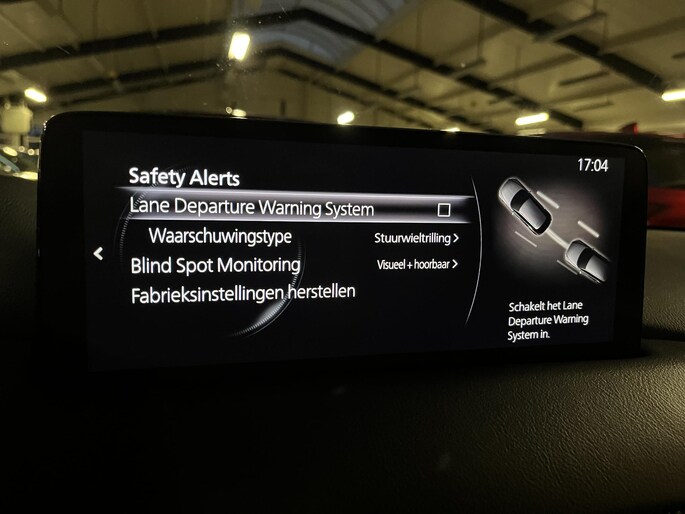 17:04
Safety Alerts
Lane Departure Warning System
Waarschuwingstype Stuurwieltrilling >
Blind Spot Monitoring Visueel + hoorbaar >
Fabrieksinstellingen herstellen
Schakelt het Lane
Departure Warning
System in.